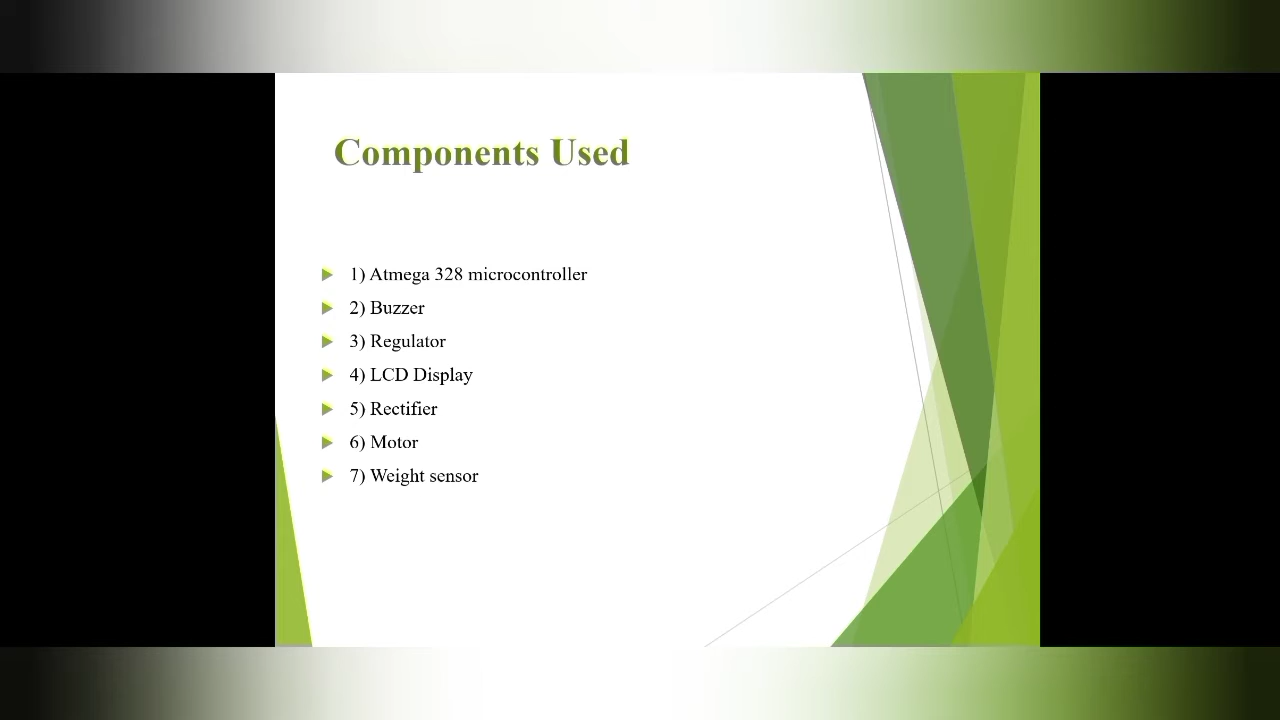 Components Used
1) Atmega 328 microcontroller
2) Buzzer
3) Regulator
4) LCD Display
5) Rectifier
6) Motor
7) Weight sensor